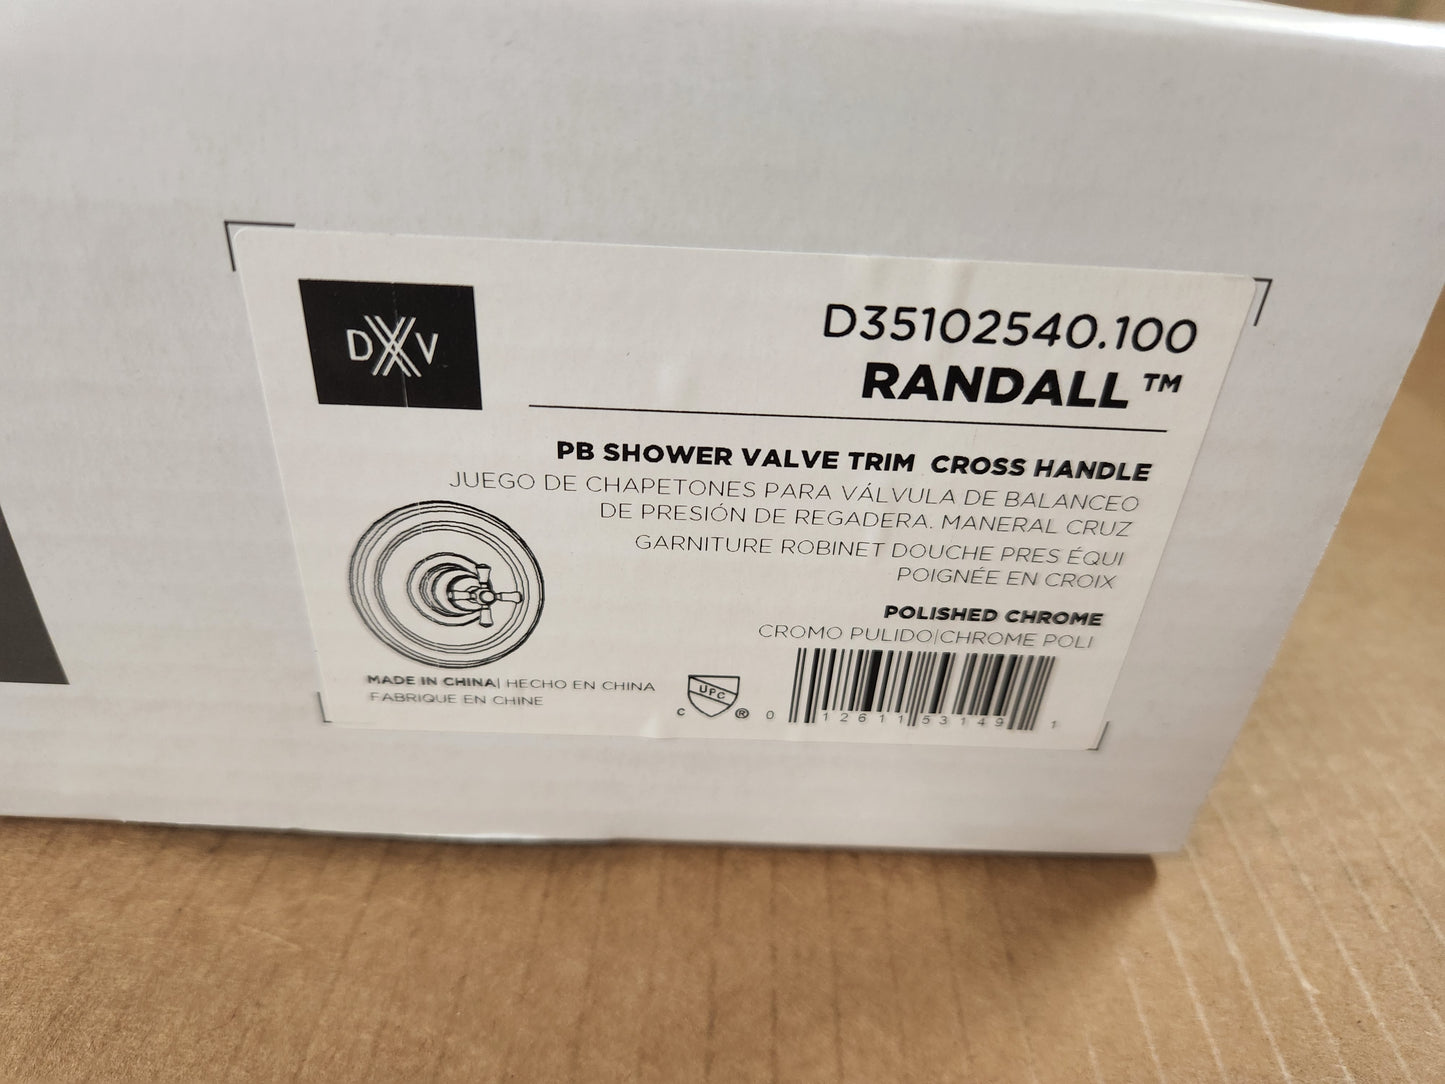 DXV
D35102540.100
RANDALL™
PB SHOWER VALVE TRIM CROSS HANDLE
JUEGO DE CHAPETONES PARA VÁLVULA DE BALANCEO
DE PRESIÓN DE REGADERA. MANERAL CRUZ
GARNITURE ROBINET DOUCHE PRES ÉQUI
POIGNÉE EN CROIX
POLISHED CHROME
CROMO PULIDO|CHROME POLI
MADE IN CHINA| HECHO EN CHINA
FABRIQUE EN CHINE
C UPC ®
0 12611 53149 1